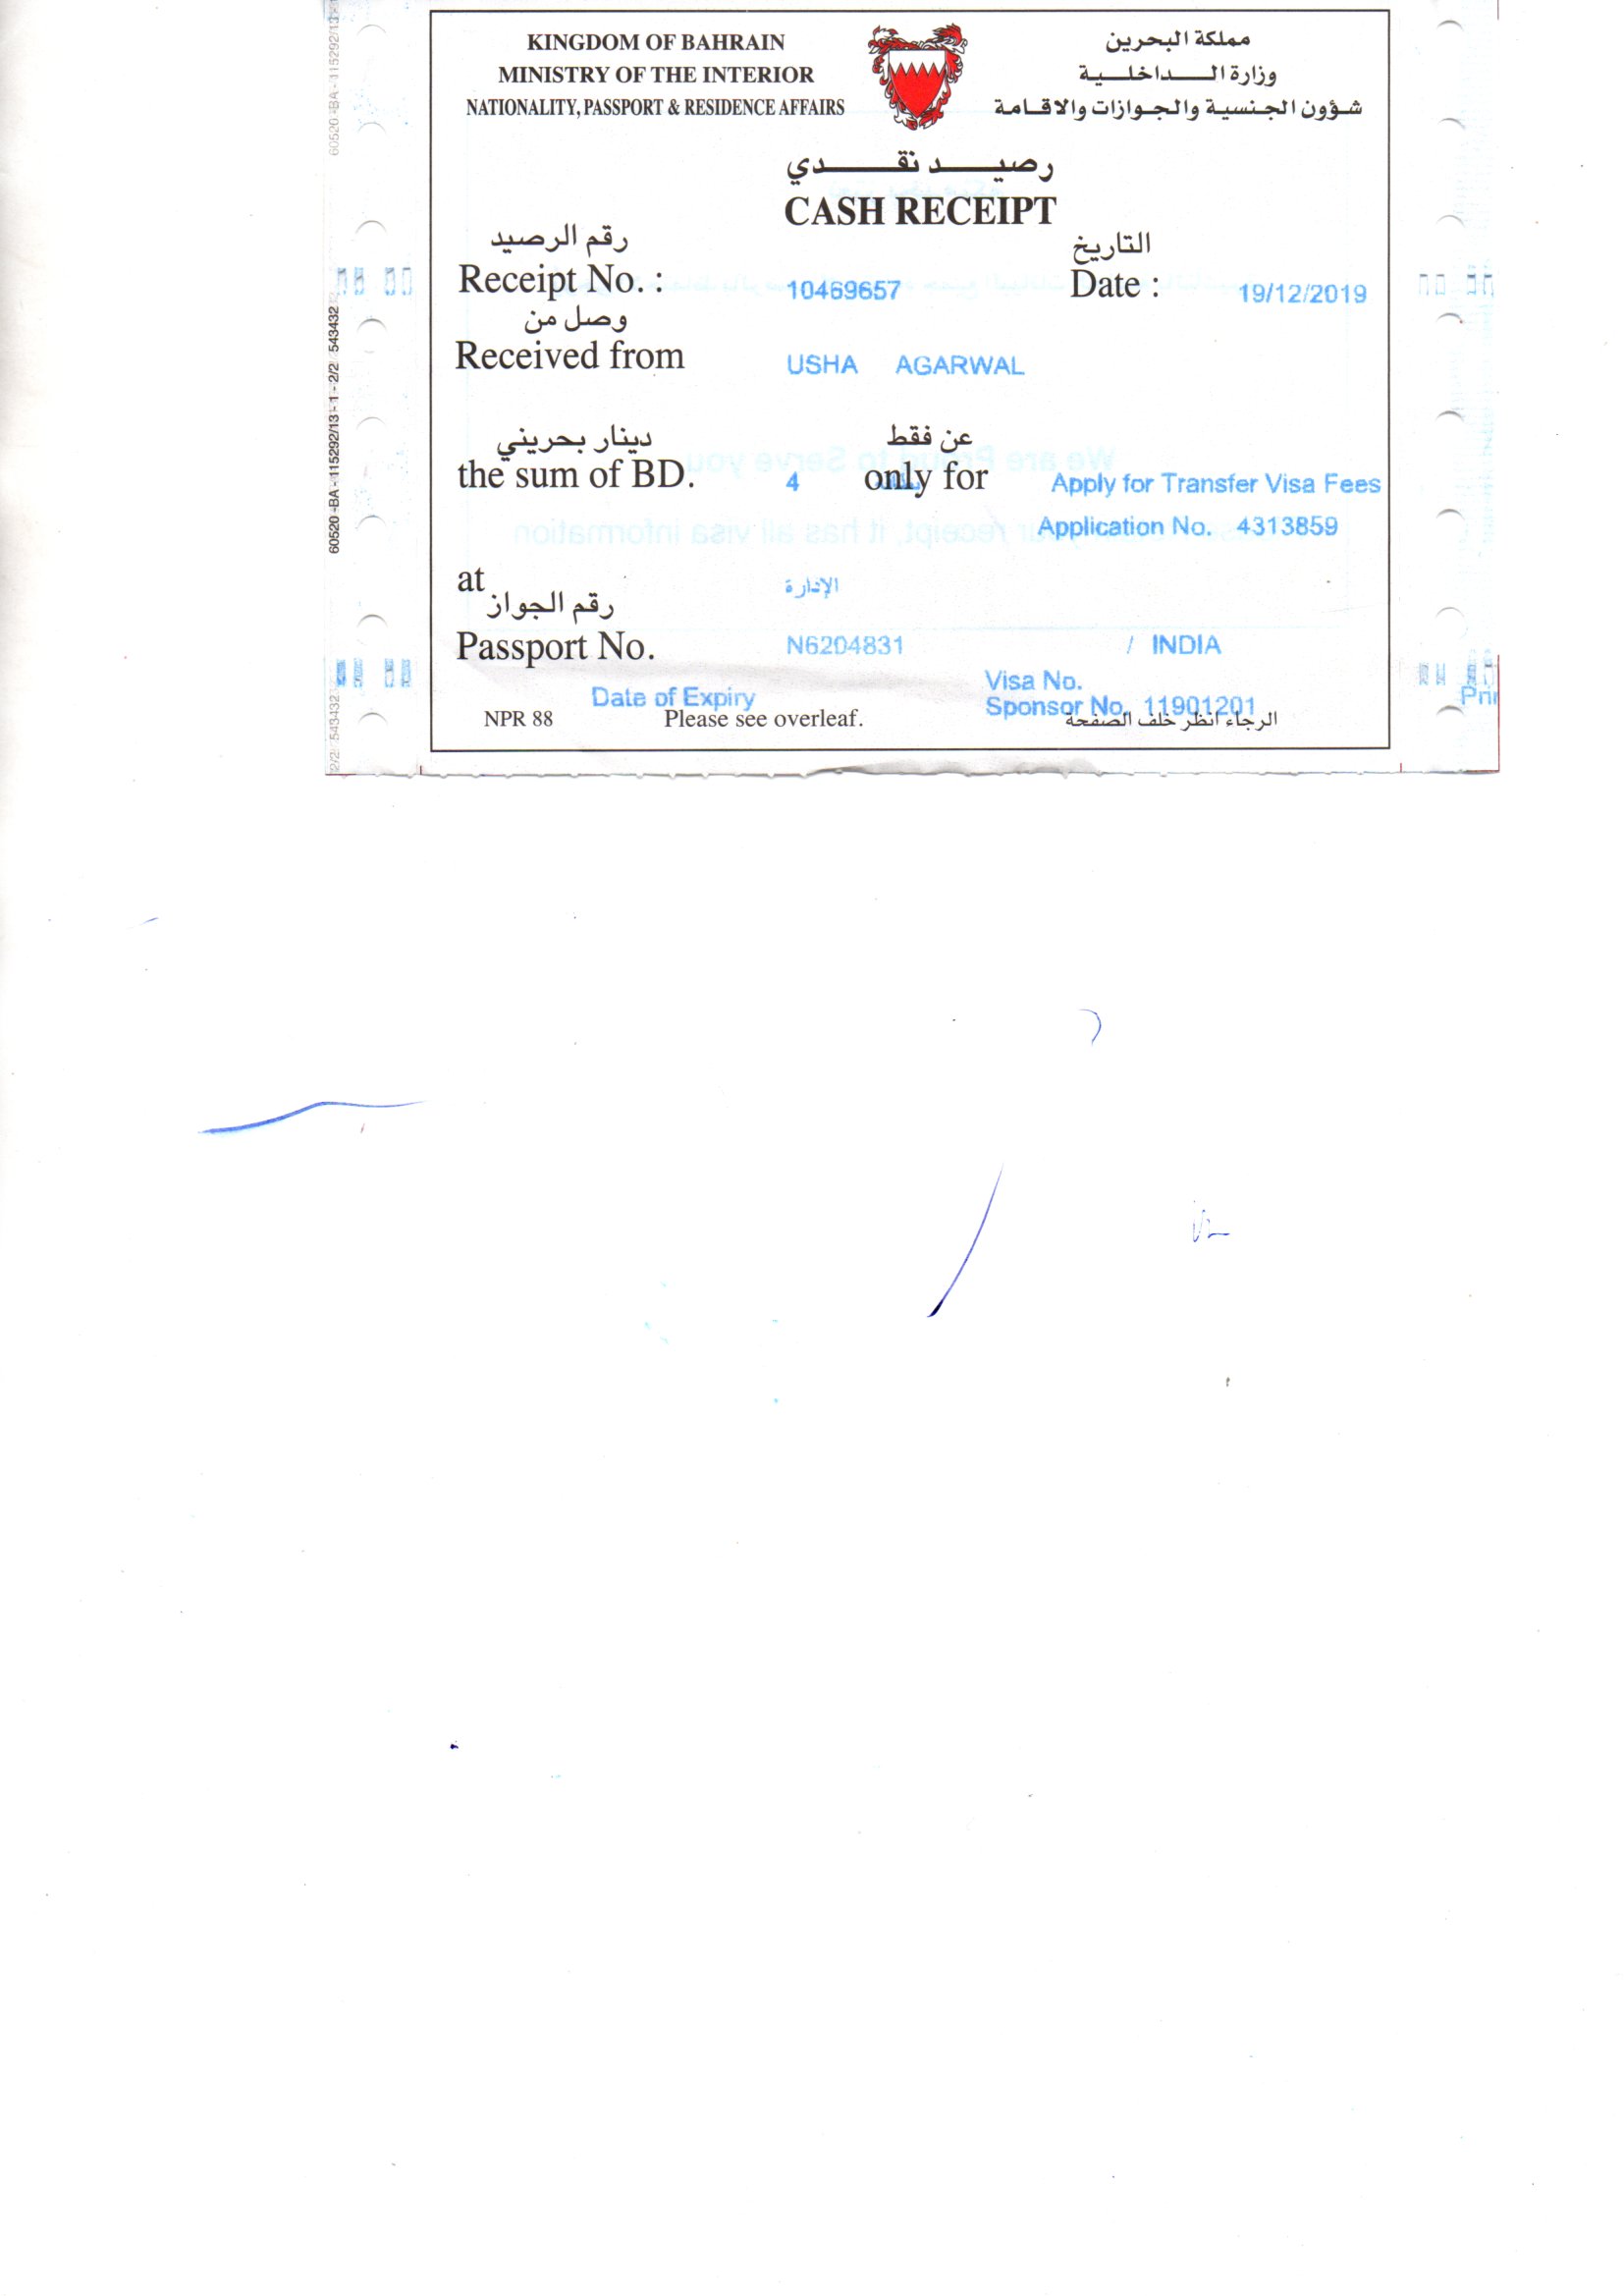 KINGDOM OF BAHRAIN
MINISTRY OF THE INTERIOR
NATIONALITY, PASSPORT & RESIDENCE AFFAIRS
مملكة البحرين
وزارة الـــداخلـــية
شـؤون الجـنسـية والجـوازات والاقـامـة
رصيـــد نقـــدي
CASH RECEIPT
رقم الرصيد
التاريخ
Receipt No. : 10469657 Date : 19/12/2019
وصل من
Received from USHA AGARWAL
دينار بحريني عن فقط
the sum of BD. 4 only for Apply for Transfer Visa Fees
Application No. 4313859
at الإدارة
رقم الجواز
Passport No. N6204831 / INDIA
Visa No.
Date of Expiry Sponsor No. 11901201
NPR 88 Please see overleaf. الرجاء انظر خلف الصفحة
60520 -BA - 115292/13 - 1 - 2/2 543432
We are Proud to Serve you
your receipt, it has all visa information
Pri